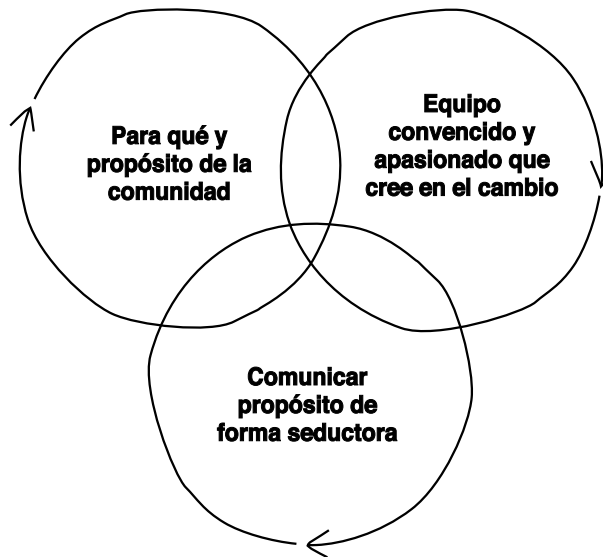 Para qué y
propósito de la
comunidad
Equipo
convencido y
apasionado que
cree en el cambio
Comunicar
propósito de
forma seductora